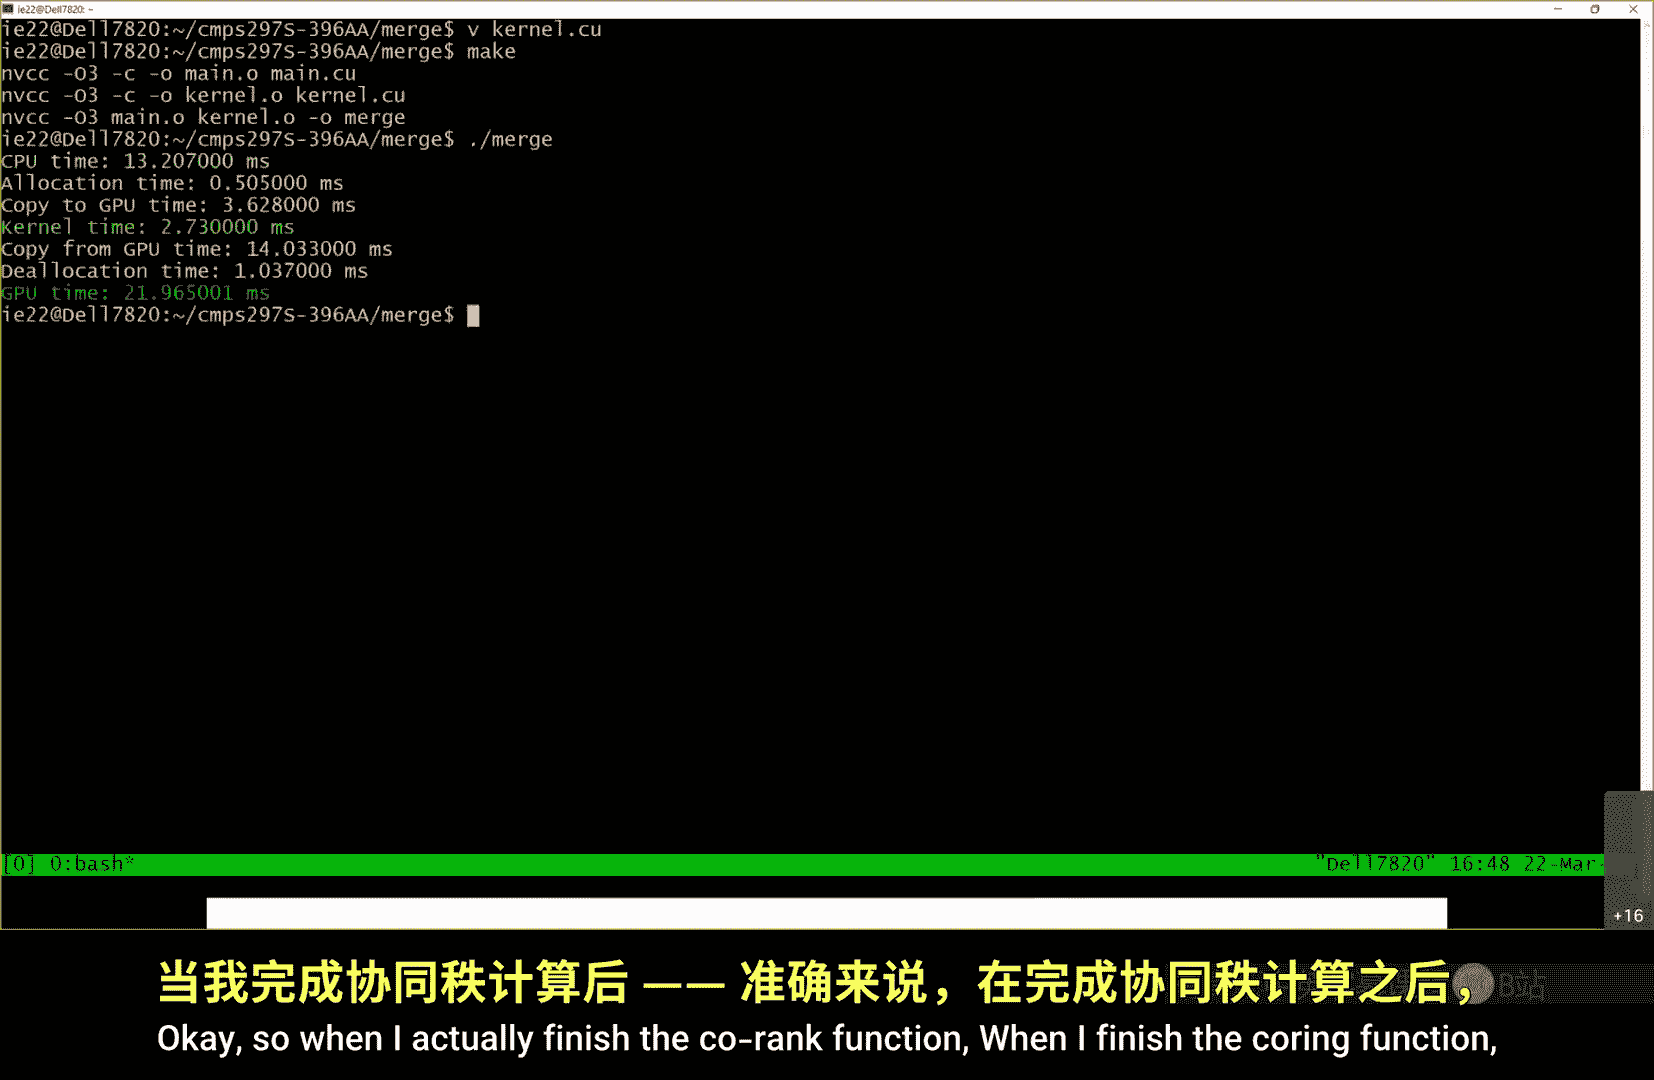 ie22@Dell7820: ~
ie22@Dell7820:~/cmps297S-396AA/merge$ v kernel.cu
ie22@Dell7820:~/cmps297S-396AA/merge$ make
nvcc -O3 -c -o main.o main.cu
nvcc -O3 -c -o kernel.o kernel.cu
nvcc -O3 main.o kernel.o -o merge
ie22@Dell7820:~/cmps297S-396AA/merge$ ./merge
CPU time: 13.207000 ms
Allocation time: 0.505000 ms
Copy to GPU time: 3.628000 ms
Kernel time: 2.730000 ms
Copy from GPU time: 14.033000 ms
Deallocation time: 1.037000 ms
GPU time: 21.965001 ms
ie22@Dell7820:~/cmps297S-396AA/merge$
[0] 0:bash* "Dell7820" 16:48 22-Mar-
+16
当我完成协同秩计算后 —— 准确来说，在完成协同秩计算之后，
B站
Okay, so when I actually finish the co-rank function, When I finish the coring function,